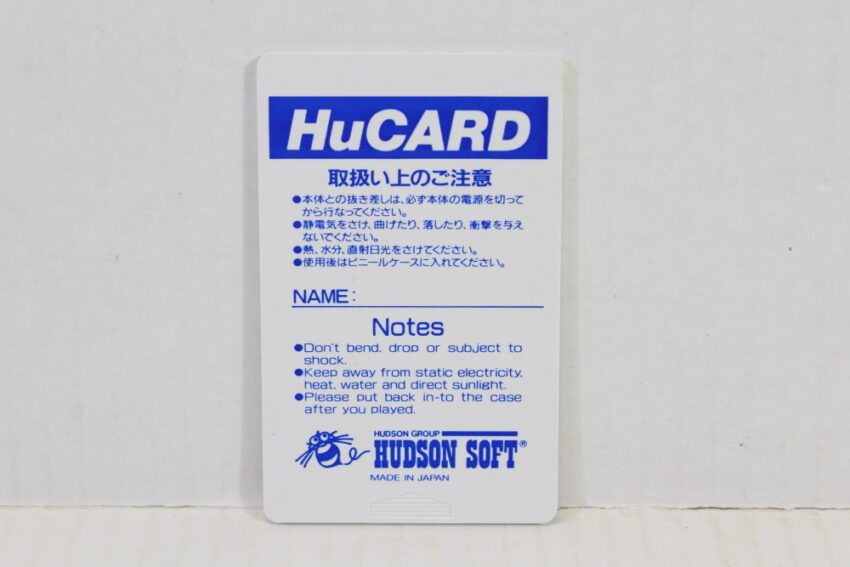 HuCARD
取扱い上のご注意
●本体との抜き差しは、必ず本体の電源を切って
から行なってください。
●静電気をさけ、曲げたり、落したり、衝撃を与え
ないでください。
●熱、水分、直射日光をさけてください。
●使用後はビニールケースに入れてください。
NAME:
Notes
●Don't bend, drop or subject to
shock.
●Keep away from static electricity,
heat, water and direct sunlight.
●Please put back in-to the case
after you played.
HUDSON GROUP
HUDSON SOFT®
MADE IN JAPAN